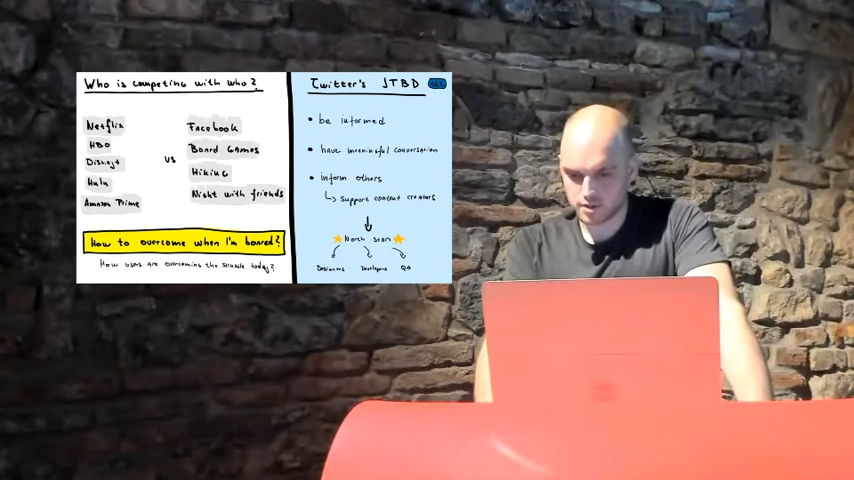 Who is competing with who?
Netflix
HBO
Disney+
Hulu
Amazon Prime
vs
Facebook
Board Games
Hiking
Night with friends
How to overcome when I'm bored?
How users are overcoming the struggle today?
Twitter's JTBD
be informed
have meaningful conversation
Inform others
Support content creators
North Star
Designers
Developers
QA